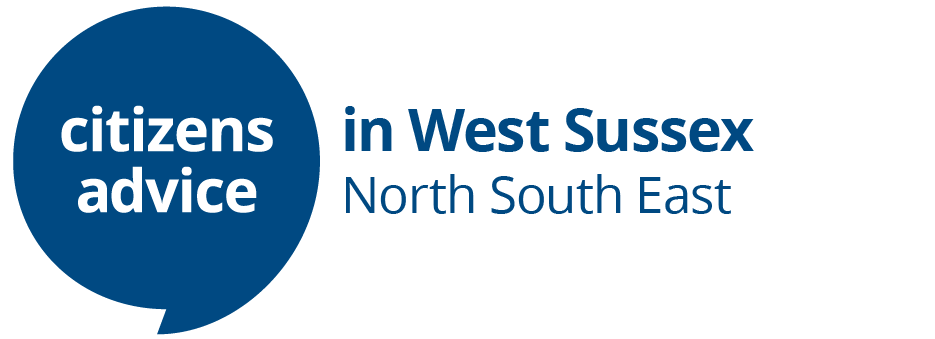 citizens
advice
in West Sussex
North South East